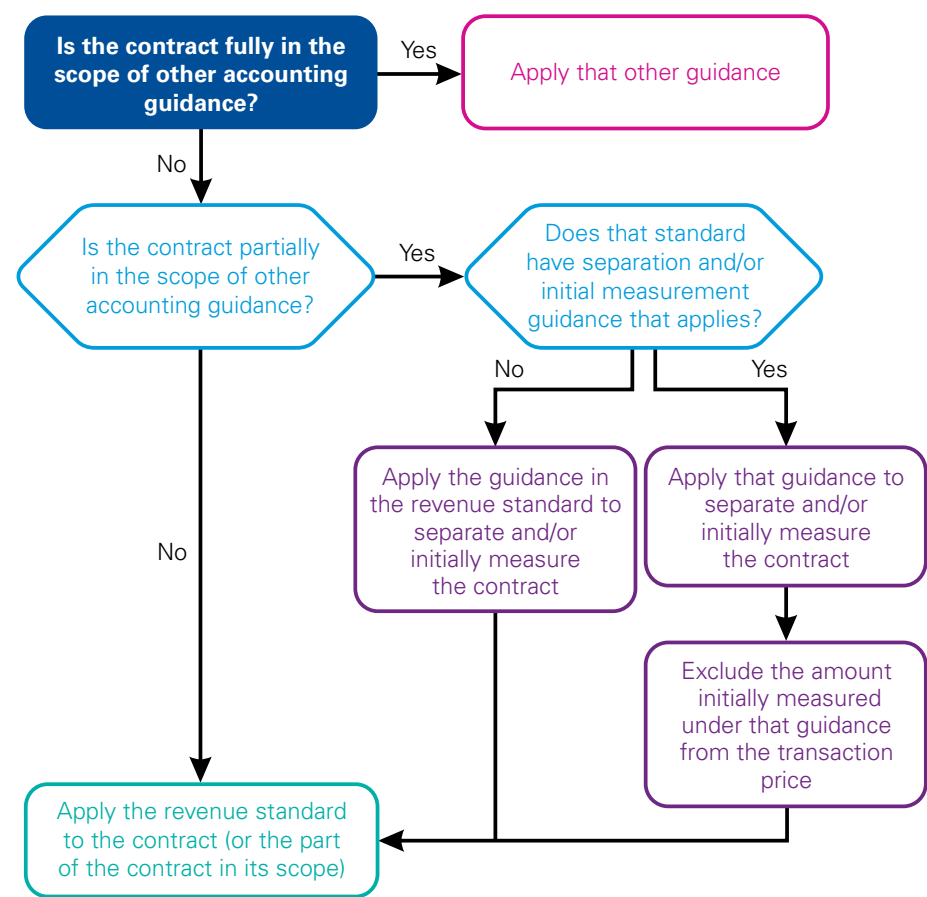 Is the contract fully in the
scope of other accounting
guidance?
Yes
Apply that other guidance
No
Is the contract partially
in the scope of other
accounting guidance?
Yes
Does that standard
have separation and/or
initial measurement
guidance that applies?
No
Yes
Apply the guidance in
the revenue standard to
separate and/or
initially measure
the contract
Apply that guidance to
separate and/or
initially measure
the contract
No
Exclude the amount
initially measured
under that guidance
from the transaction
price
Apply the revenue standard
to the contract (or the part
of the contract in its scope)